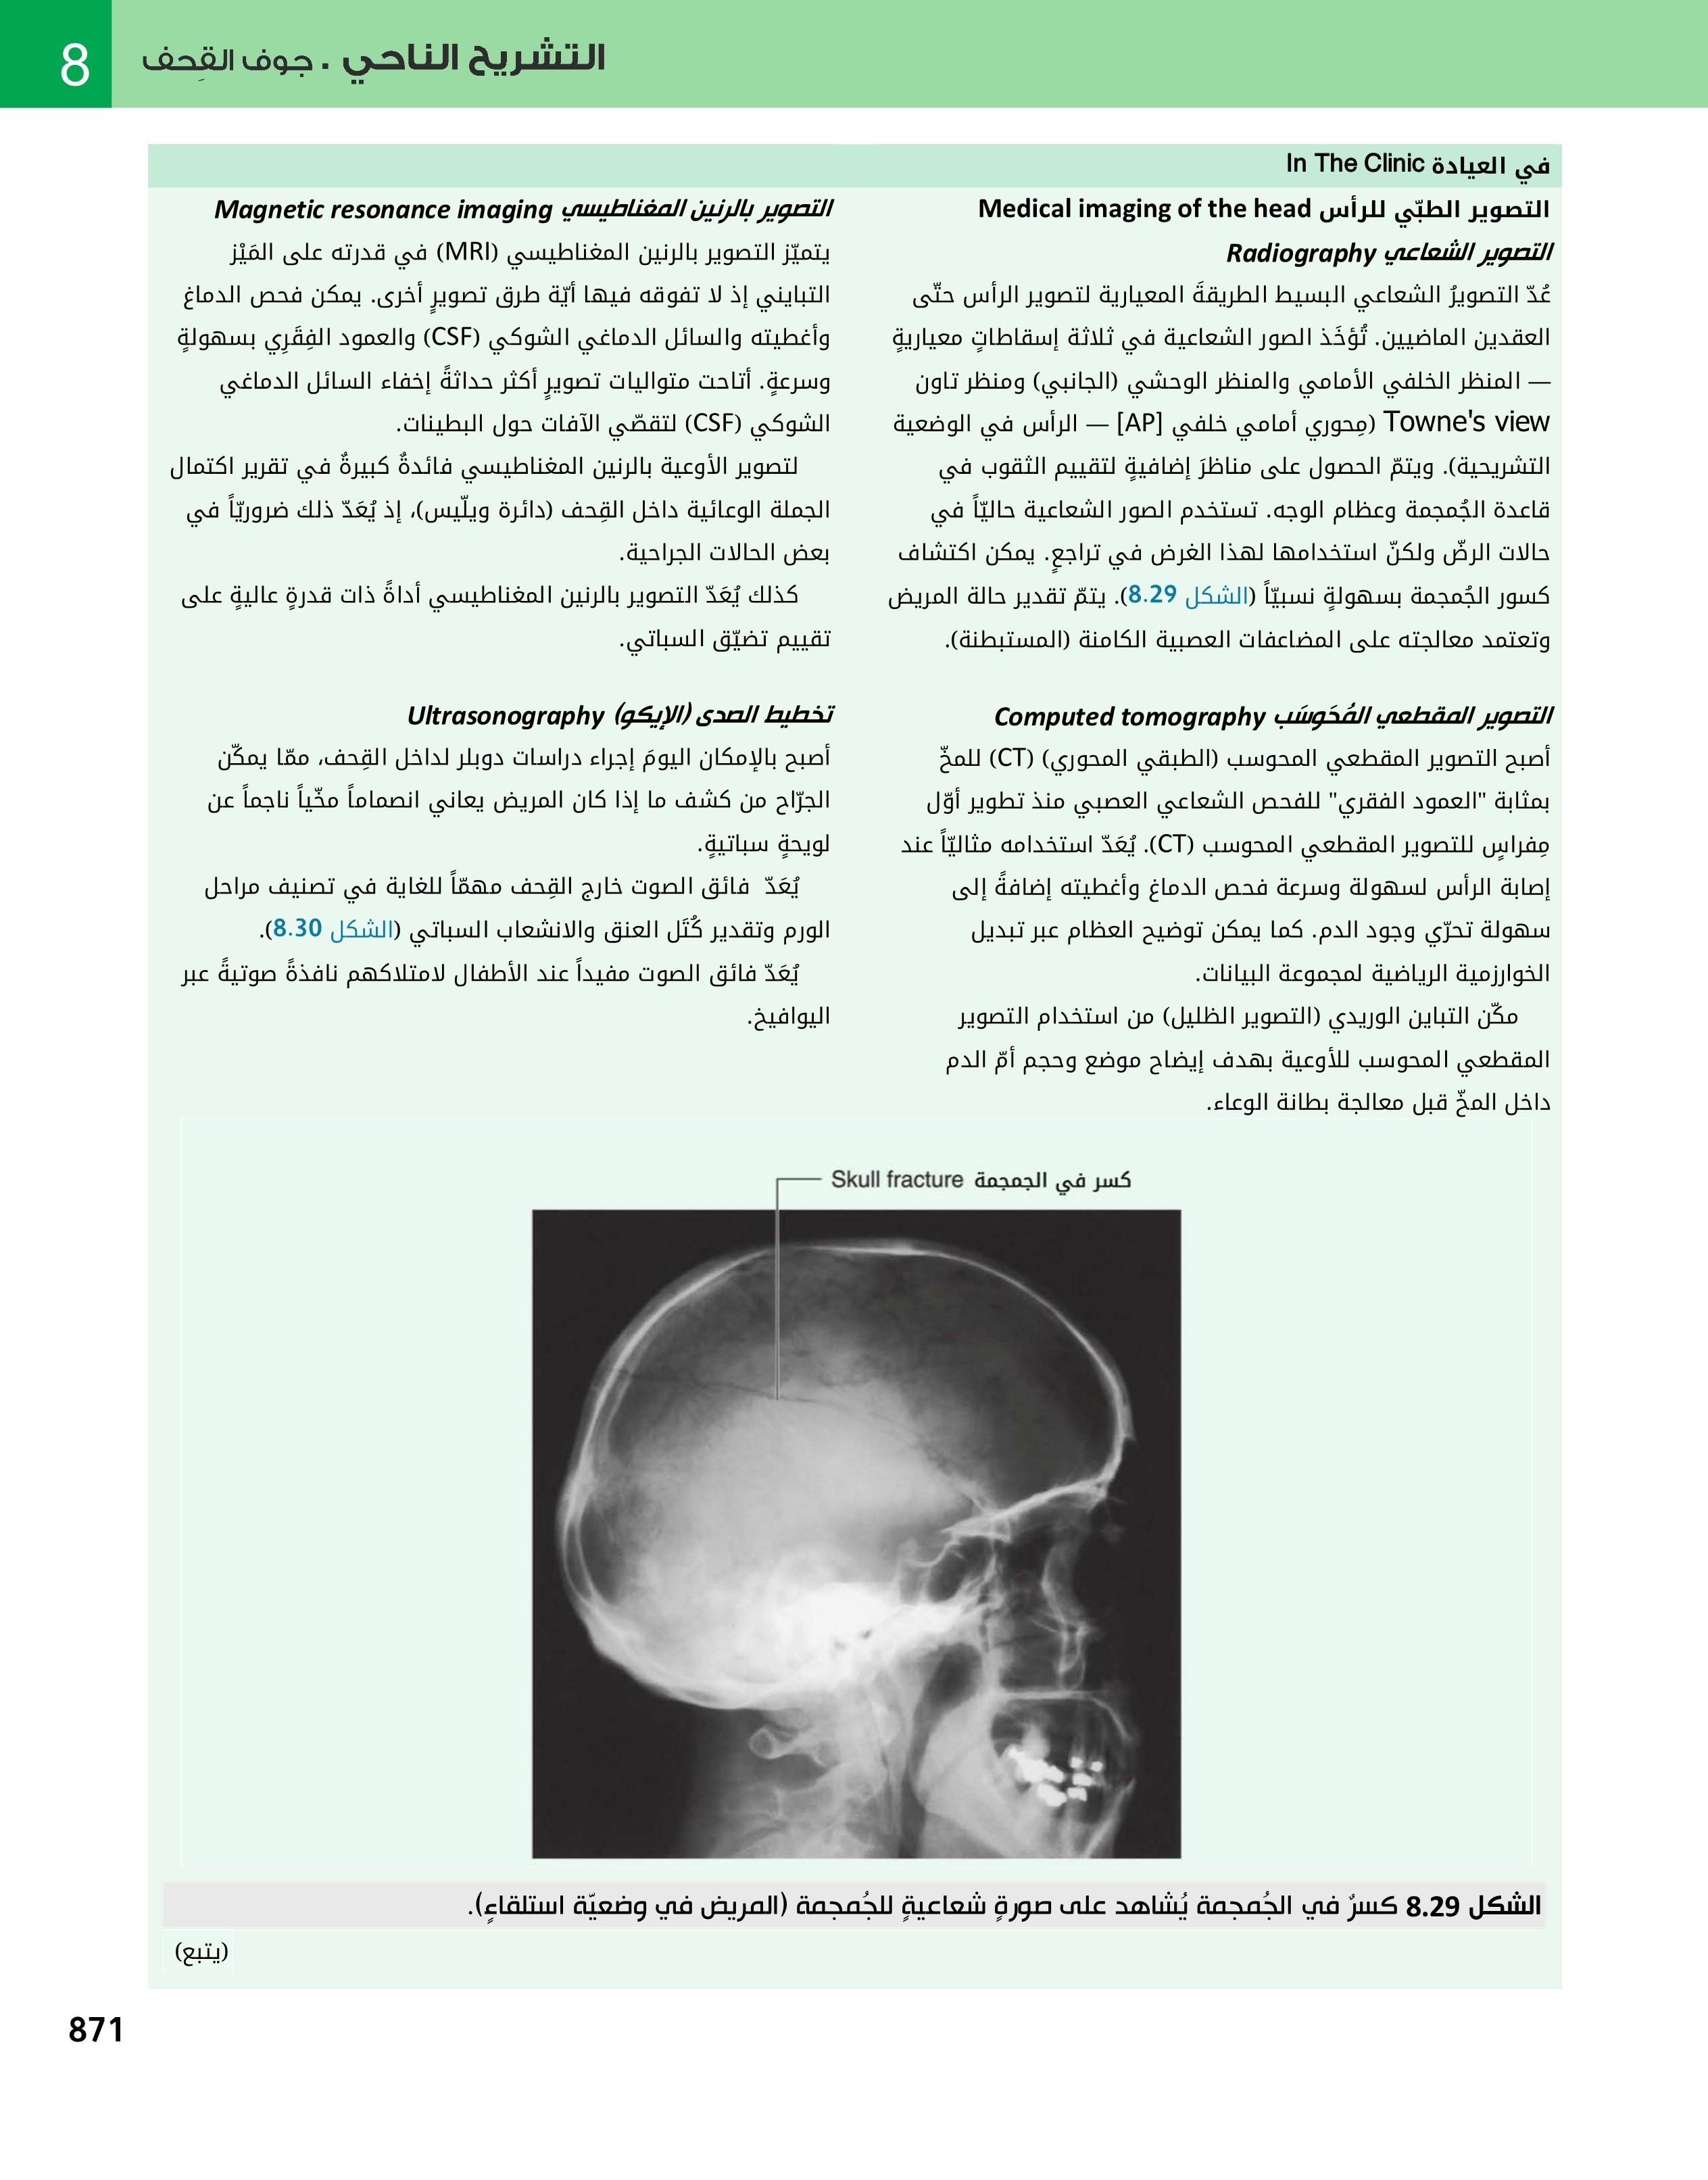 8
التشريح الناحي . جوف القِحف
في العيادة In The Clinic
التصوير الطبّي للرأس Medical imaging of the head
التصوير الشعاعي Radiography
عُدّ التصويرُ الشعاعي البسيط الطريقةَ المعيارية لتصوير الرأس حتّى
العقدين الماضيين. تُؤخَذ الصور الشعاعية في ثلاثة إسقاطاتٍ معياريةٍ
— المنظر الخلفي الأمامي والمنظر الوحشي (الجانبي) ومنظر تاون
Towne's view (مِحوري أمامي خلفي [AP] — الرأس في الوضعية
التشريحية). ويتمّ الحصول على مناظرَ إضافيةٍ لتقييم الثقوب في
قاعدة الجُمجمة وعظام الوجه. تستخدم الصور الشعاعية حاليّاً في
حالات الرضّ ولكنّ استخدامها لهذا الغرض في تراجعٍ. يمكن اكتشاف
كسور الجُمجمة بسهولةٍ نسبيّاً (الشكل 8.29). يتمّ تقدير حالة المريض
وتعتمد معالجته على المضاعفات العصبية الكامنة (المستبطنة).
التصوير المقطعي المُحَوسَب Computed tomography
أصبح التصوير المقطعي المحوسب (الطبقي المحوري) (CT) للمخّ
بمثابة "العمود الفقري" للفحص الشعاعي العصبي منذ تطوير أوّل
مِفراسٍ للتصوير المقطعي المحوسب (CT). يُعَدّ استخدامه مثاليّاً عند
إصابة الرأس لسهولة وسرعة فحص الدماغ وأغطيته إضافةً إلى
سهولة تحرّي وجود الدم. كما يمكن توضيح العظام عبر تبديل
الخوارزمية الرياضية لمجموعة البيانات.
مكّن التباين الوريدي (التصوير الظليل) من استخدام التصوير
المقطعي المحوسب للأوعية بهدف إيضاح موضع وحجم أمّ الدم
داخل المخّ قبل معالجة بطانة الوعاء.
التصوير بالرنين المغناطيسي Magnetic resonance imaging
يتميّز التصوير بالرنين المغناطيسي (MRI) في قدرته على المَيْز
التبايني إذ لا تفوقه فيها أيّة طرق تصويرٍ أخرى. يمكن فحص الدماغ
وأغطيته والسائل الدماغي الشوكي (CSF) والعمود الفِقَرِي بسهولةٍ
وسرعةٍ. أتاحت متواليات تصويرٍ أكثر حداثةً إخفاء السائل الدماغي
الشوكي (CSF) لتقصّي الآفات حول البطينات.
لتصوير الأوعية بالرنين المغناطيسي فائدةٌ كبيرةٌ في تقرير اكتمال
الجملة الوعائية داخل القِحف (دائرة ويلّيس)، إذ يُعَدّ ذلك ضروريّاً في
بعض الحالات الجراحية.
كذلك يُعَدّ التصوير بالرنين المغناطيسي أداةً ذات قدرةٍ عاليةٍ على
تقييم تضيّق السباتي.
تخطيط الصدى (الإيكو) Ultrasonography
أصبح بالإمكان اليومَ إجراء دراسات دوبلر لداخل القِحف، ممّا يمكّن
الجرّاح من كشف ما إذا كان المريض يعاني انصماماً مخّياً ناجماً عن
لويحةٍ سباتيةٍ.
يُعَدّ فائق الصوت خارج القِحف مهمّاً للغاية في تصنيف مراحل
الورم وتقدير كُتَل العنق والانشعاب السباتي (الشكل 8.30).
يُعَدّ فائق الصوت مفيداً عند الأطفال لامتلاكهم نافذةً صوتيةً عبر
اليوافيخ.
كسر في الجمجمة Skull fracture
الشكل 8.29 كسرٌ في الجُمجمة يُشاهد على صورةٍ شعاعيةٍ للجُمجمة (المريض في وضعيّة استلقاءٍ).
(يتبع)
871